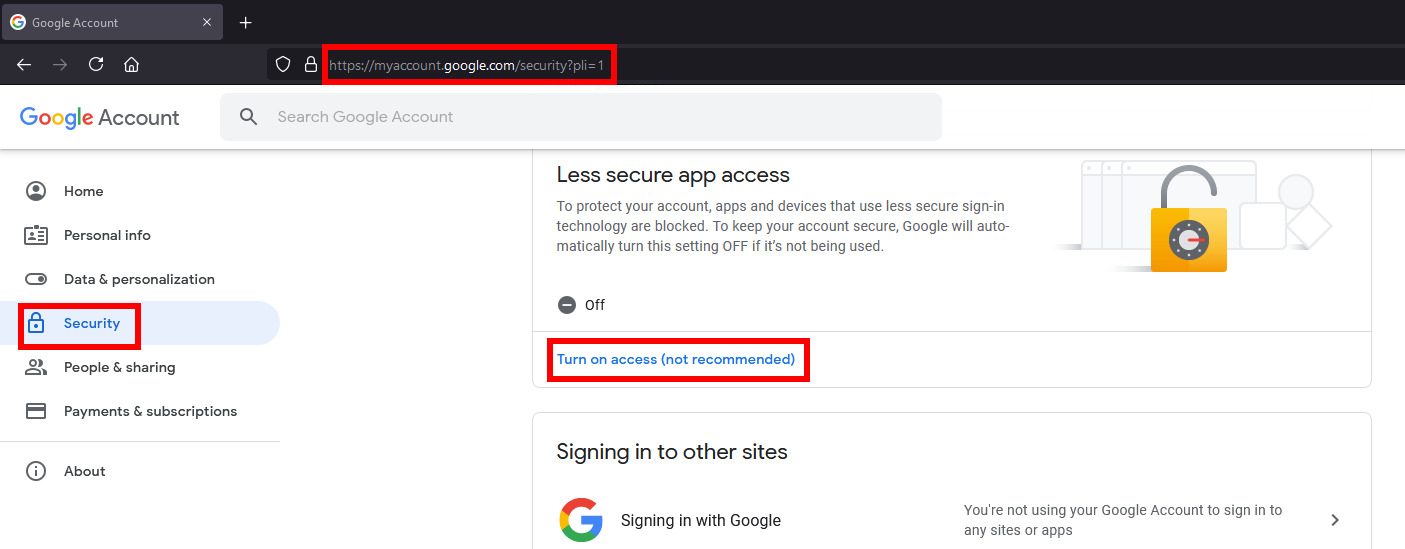 Google Account
https://myaccount.google.com/security?pli=1
Google Account
Search Google Account
Home
Personal info
Data & personalization
Security
People & sharing
Payments & subscriptions
About
Less secure app access
To protect your account, apps and devices that use less secure sign-in
technology are blocked. To keep your account secure, Google will auto-
matically turn this setting OFF if it’s not being used.
Off
Turn on access (not recommended)
Signing in to other sites
Signing in with Google
You're not using your Google Account to sign in to
any sites or apps